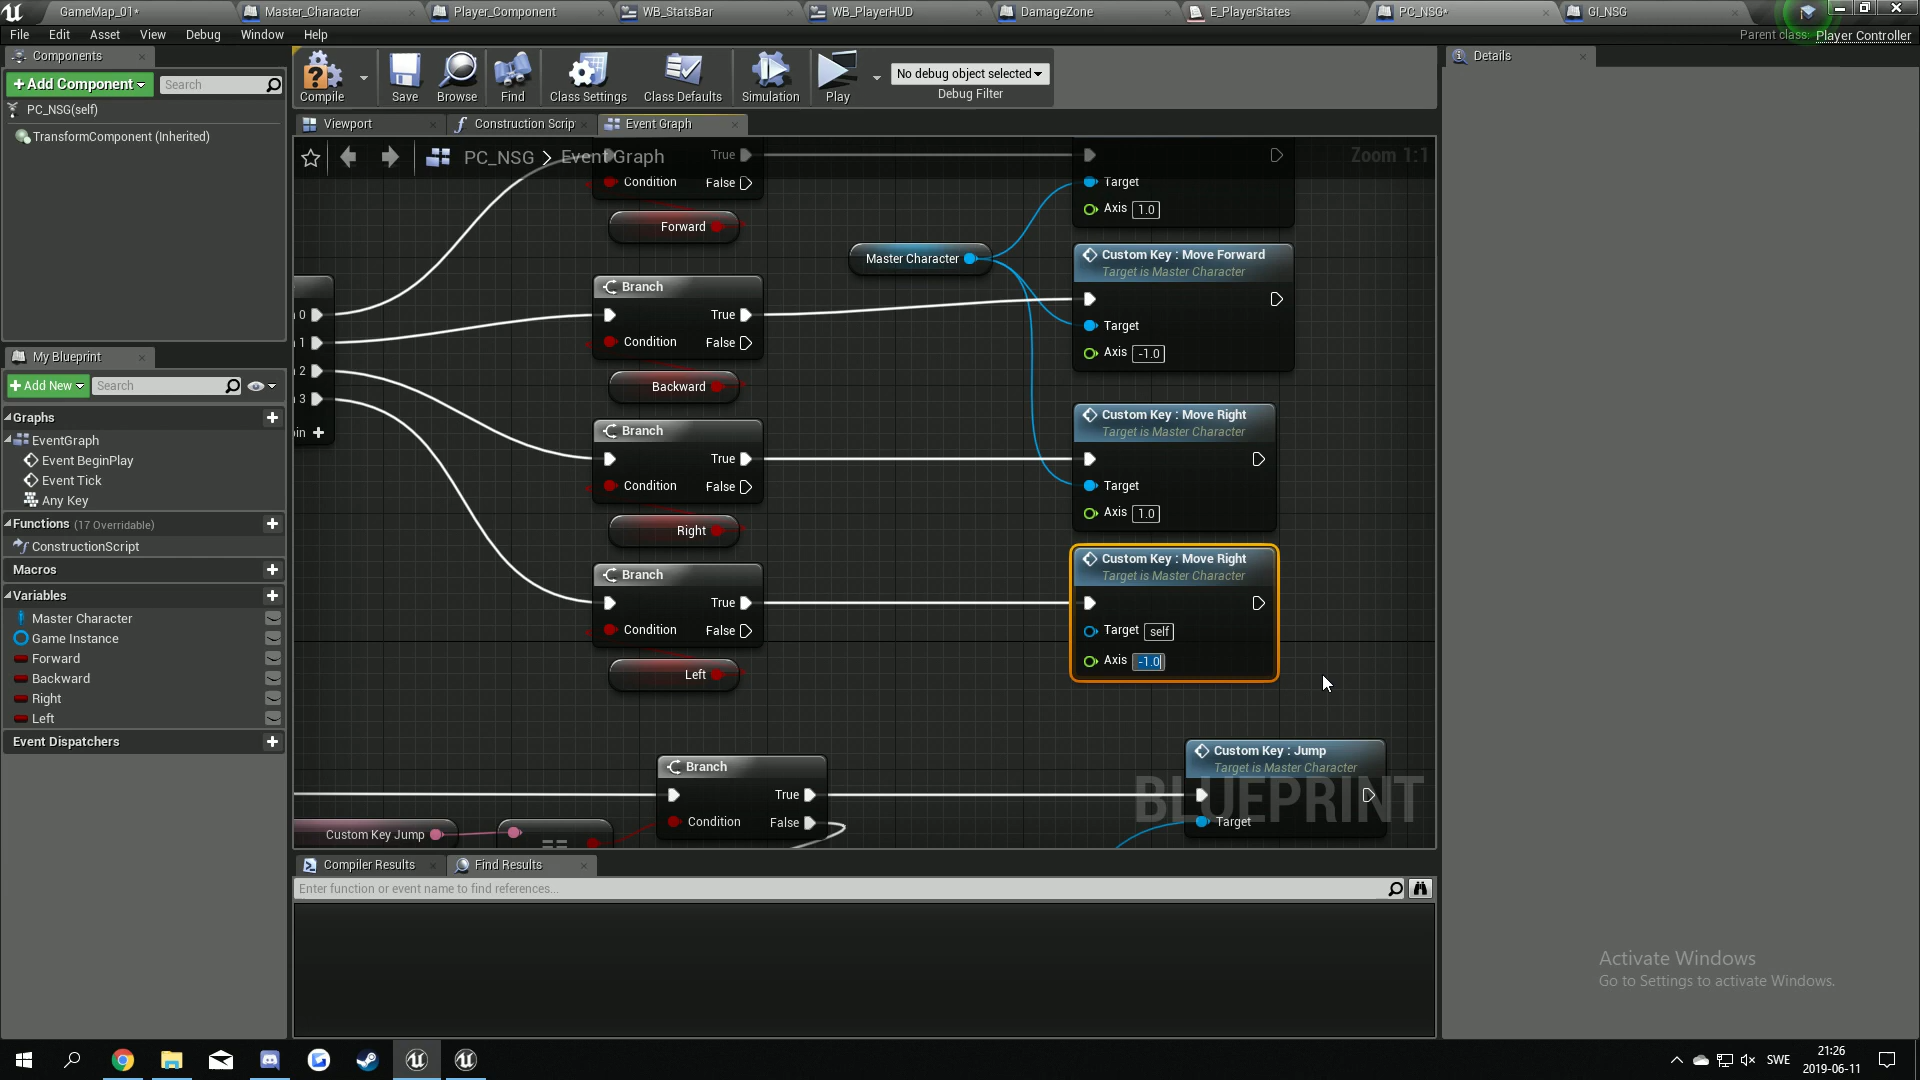 GameMap_01*
Master_Character
Player_Component
WB_StatsBar
WB_PlayerHUD
DamageZone
E_PlayerStates
PC_NSG*
GI_NSG
File Edit Asset View Debug Window Help
Parent class: Player Controller
Components
+Add Component
Search
PC_NSG(self)
TransformComponent (Inherited)
Compile
Save
Browse
Find
Class Settings
Class Defaults
Simulation
Play
No debug object selected
Debug Filter
Details
Viewport
Construction Scrip
Event Graph
PC_NSG > Event Graph
Zoom 1:1
True
Condition False
Forward
Target
Axis 1.0
Master Character
Custom Key : Move Forward
Target is Master Character
Target
Axis -1.0
0
1
2
3
in +
Branch
True
Condition False
Backward
Branch
True
Condition False
Right
Branch
True
Condition False
Left
Custom Key : Move Right
Target is Master Character
Target
Axis 1.0
Custom Key : Move Right
Target is Master Character
Target self
Axis -1.0
Branch
True
Condition False
Custom Key Jump
==
Custom Key : Jump
Target is Master Character
Target
BLUEPRINT
My Blueprint
+Add New
Search
Graphs
EventGraph
Event BeginPlay
Event Tick
Any Key
Functions (17 Overridable)
ConstructionScript
Macros
Variables
Master Character
Game Instance
Forward
Backward
Right
Left
Event Dispatchers
Compiler Results
Find Results
Enter function or event name to find references...
Activate Windows
Go to Settings to activate Windows.
SWE
21:26
2019-06-11